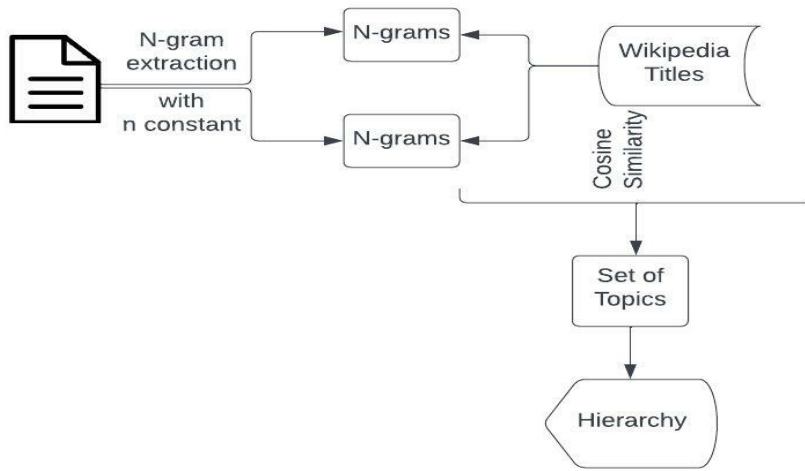 N-gram
extraction
with
n constant
N-grams
N-grams
Wikipedia
Titles
Cosine
Similarity
Set of
Topics
Hierarchy